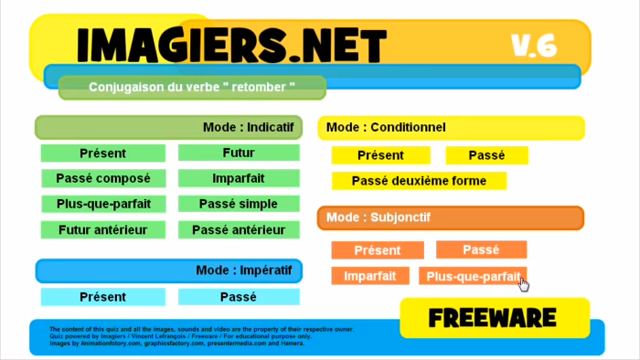 IMAGIERS.NET
V.6
Conjugaison du verbe " retomber "
Mode : Indicatif
Présent
Futur
Passé composé
Imparfait
Plus-que-parfait
Passé simple
Futur antérieur
Passé antérieur
Mode : Impératif
Présent
Passé
Mode : Conditionnel
Présent
Passé
Passé deuxième forme
Mode : Subjonctif
Présent
Passé
Imparfait
Plus-que-parfait
FREEWARE
The content of this quiz and all the images, sounds and video are the property of their respective owner.
Quiz powered by Imagiers / Vincent Lefrançois / Freeware / For educational purpose only.
Images by animationfntory.com, graphicsfactory.com, presentermedia.com and Hemera.